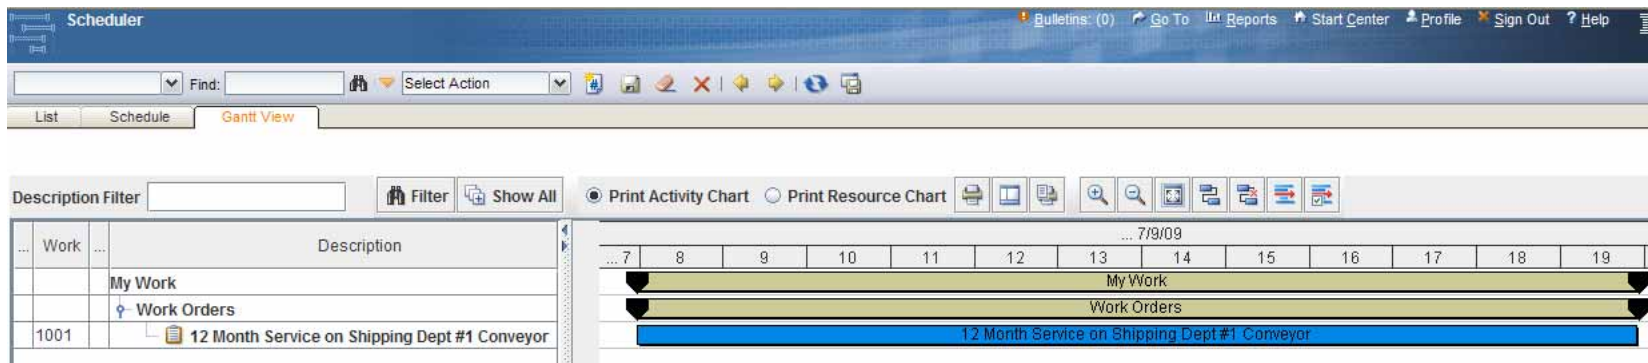 Scheduler
Bulletins: (0) Go To Reports Start Center Profile Sign Out ? Help
Find: Select Action
List Schedule Gantt View
Description Filter Filter Show All Print Activity Chart Print Resource Chart
... Work ... Description
... 7/9/09
... 7 8 9 10 11 12 13 14 15 16 17 18 19
My Work My Work
Work Orders Work Orders
1001 12 Month Service on Shipping Dept #1 Conveyor 12 Month Service on Shipping Dept #1 Conveyor